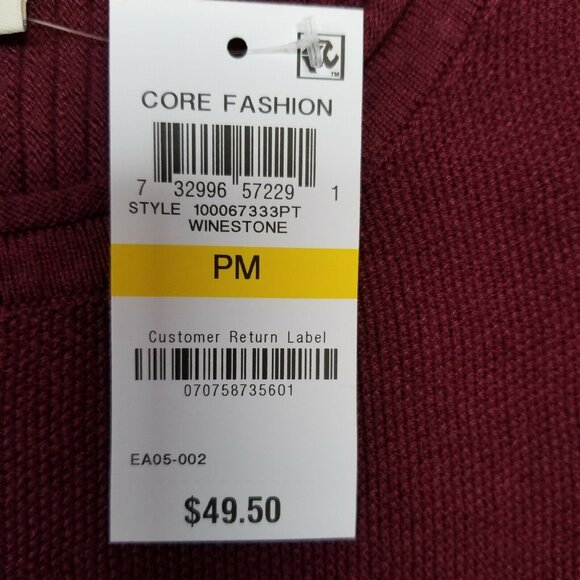 CORE FASHION
7 32996 57229 1
STYLE 100067333PT
WINESTONE
PM
Customer Return Label
070758735601
EA05-002
$49.50